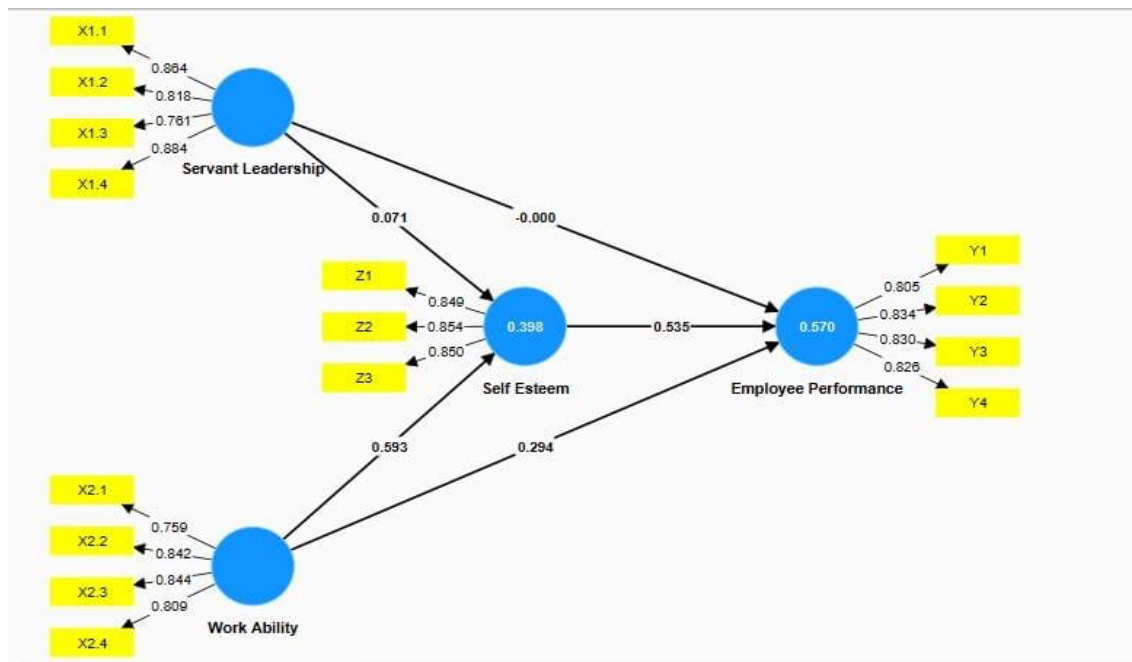 X1.1
0.864
X1.2
0.818
X1.3
0.761
0.884
X1.4
Servant Leadership
0.071
-0.000
Z1
0.849
Z2
0.854
0.850
Z3
0.398
Self Esteem
0.535
0.570
Employee Performance
Y1
0.805
Y2
0.834
0.830
Y3
0.826
Y4
0.593
0.294
X2.1
0.759
X2.2
0.842
0.844
X2.3
0.809
X2.4
Work Ability